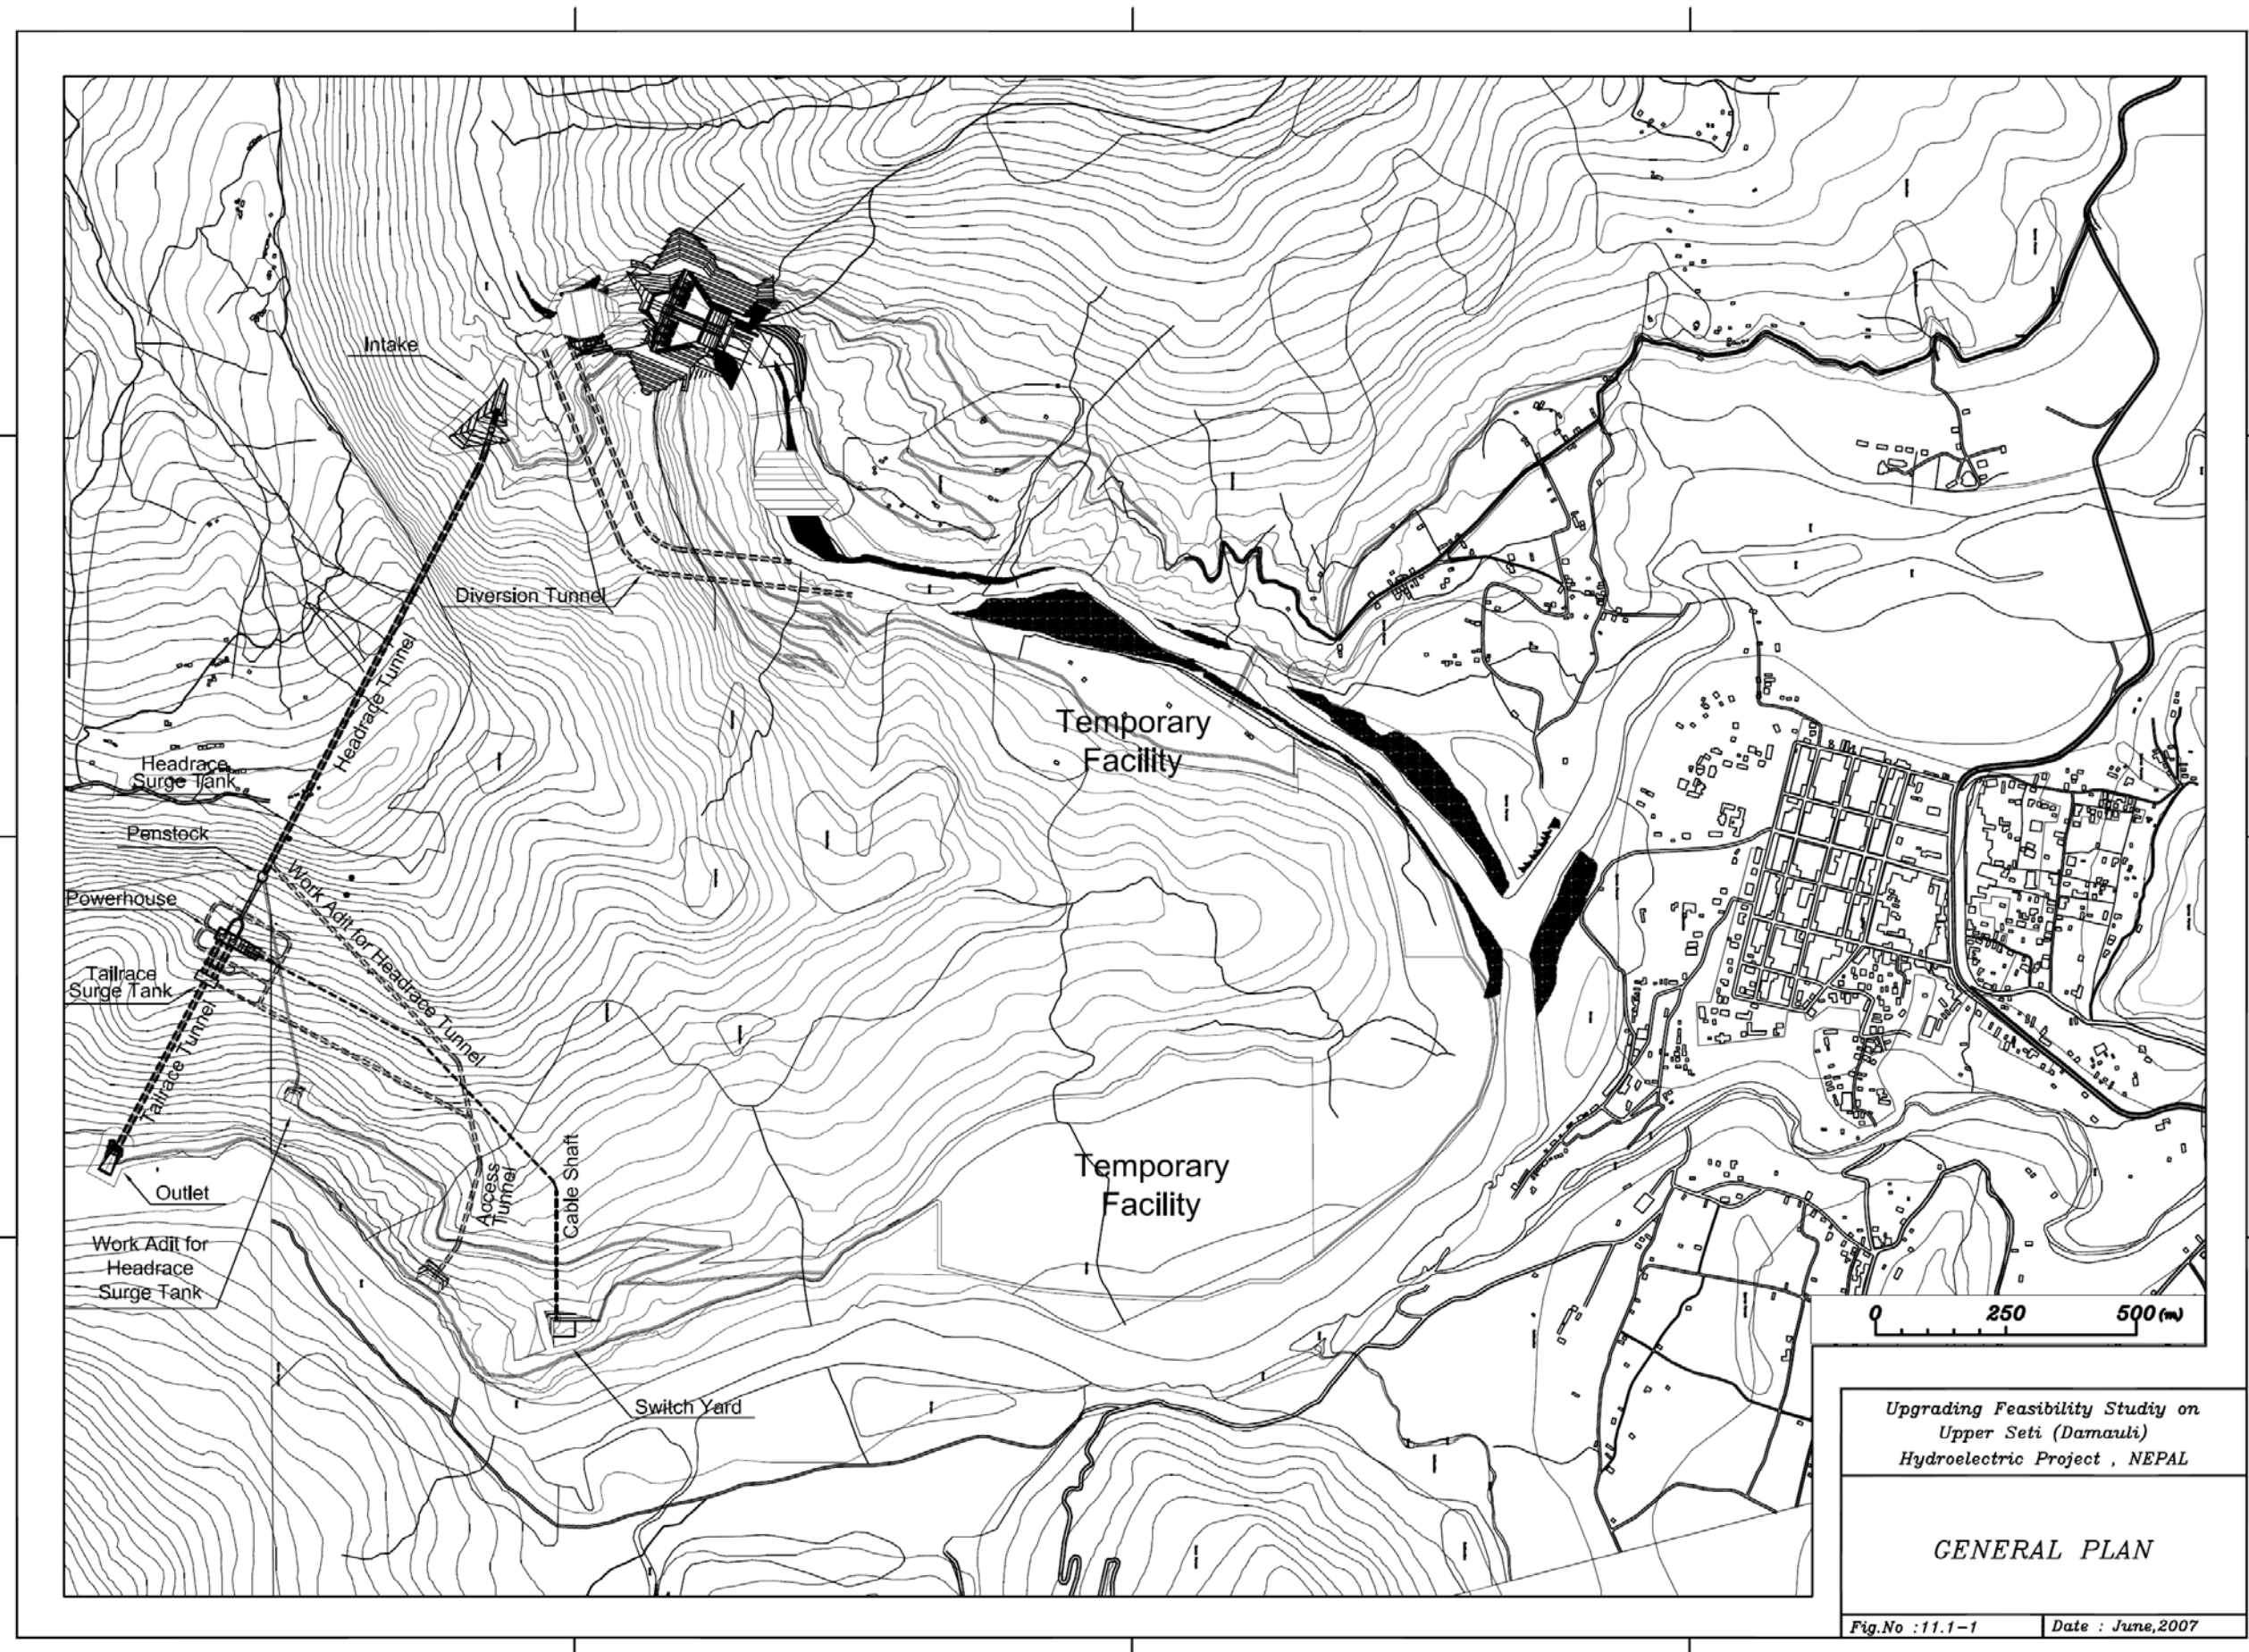 Intake
Diversion Tunnel
Headrace Tunnel
Headrace
Surge Tank
Penstock
Powerhouse
Work Adit for Headrace Tunnel
Tailrace
Surge Tank
Tailrace Tunnel
Outlet
Work Adit for
Headrace
Surge Tank
Access
Tunnel
Cable Shaft
Switch Yard
Temporary
Facility
Temporary
Facility
0 250 500 (m)
Upgrading Feasibility Studiy on
Upper Seti (Damauli)
Hydroelectric Project , NEPAL
GENERAL PLAN
Fig.No :11.1-1
Date : June,2007